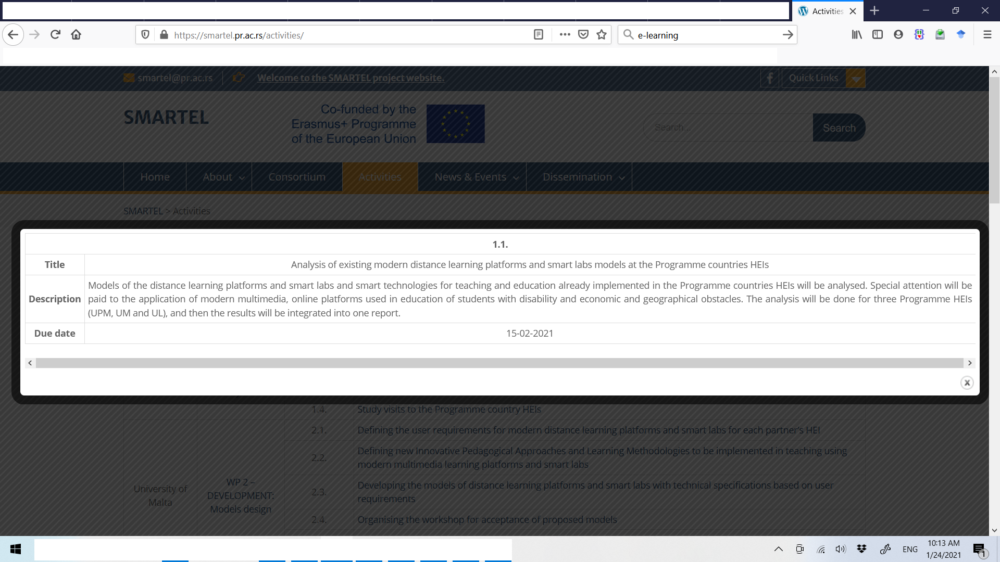 Activities
https://smartel.pr.ac.rs/activities/
e-learning
smartel@pr.ac.rs
Welcome to the SMARTEL project website.
Quick Links
SMARTEL
Co-funded by the
Erasmus+ Programme
of the European Union
Search...
Search
Home
About
Consortium
Activities
News & Events
Dissemination
SMARTEL > Activities
1.1.
Title
Analysis of existing modern distance learning platforms and smart labs models at the Programme countries HEIs
Description
Models of the distance learning platforms and smart labs and smart technologies for teaching and education already implemented in the Programme countries HEIs will be analysed. Special attention will be
paid to the application of modern multimedia, online platforms used in education of students with disability and economic and geographical obstacles. The analysis will be done for three Programme HEIs
(UPM, UM and UL), and then the results will be integrated into one report.
Due date
15-02-2021
1.4.
Study visits to the Programme country HEIs
2.1.
Defining the user requirements for modern distance learning platforms and smart labs for each partner's HEI
2.2.
Defining new Innovative Pedagogical Approaches and Learning Methodologies to be implemented in teaching using
modern multimedia learning platforms and smart labs
University of
Malta
WP 2 –
DEVELOPMENT:
Models design
2.3.
Developing the models of distance learning platforms and smart labs with technical specifications based on user
requirements
2.4.
Organising the workshop for acceptance of proposed models
ENG
10:13 AM
1/24/2021
1